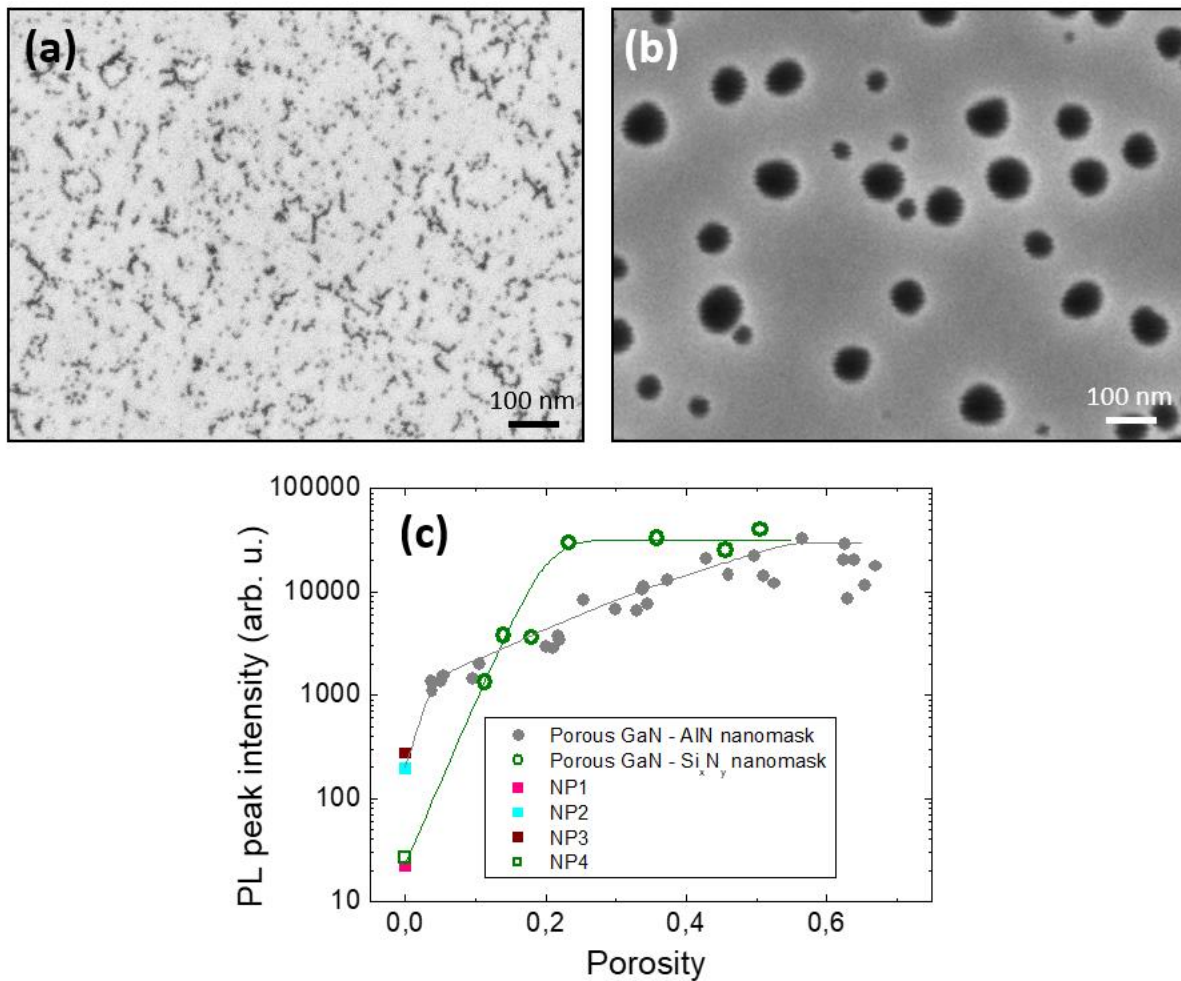 (a)
100 nm
(b)
100 nm
(c)
PL peak intensity (arb. u.)
100000
10000
1000
100
10
Porous GaN - AlN nanomask
Porous GaN - SixNy nanomask
NP1
NP2
NP3
NP4
0,0 0,2 0,4 0,6
Porosity